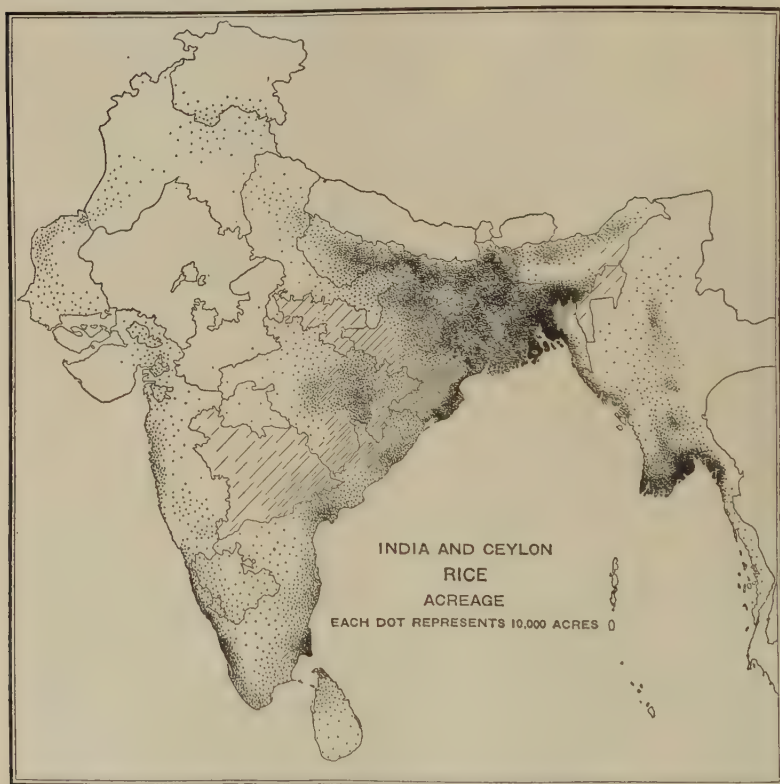 INDIA AND CEYLON
RICE
ACREAGE
EACH DOT REPRESENTS 10,000 ACRES